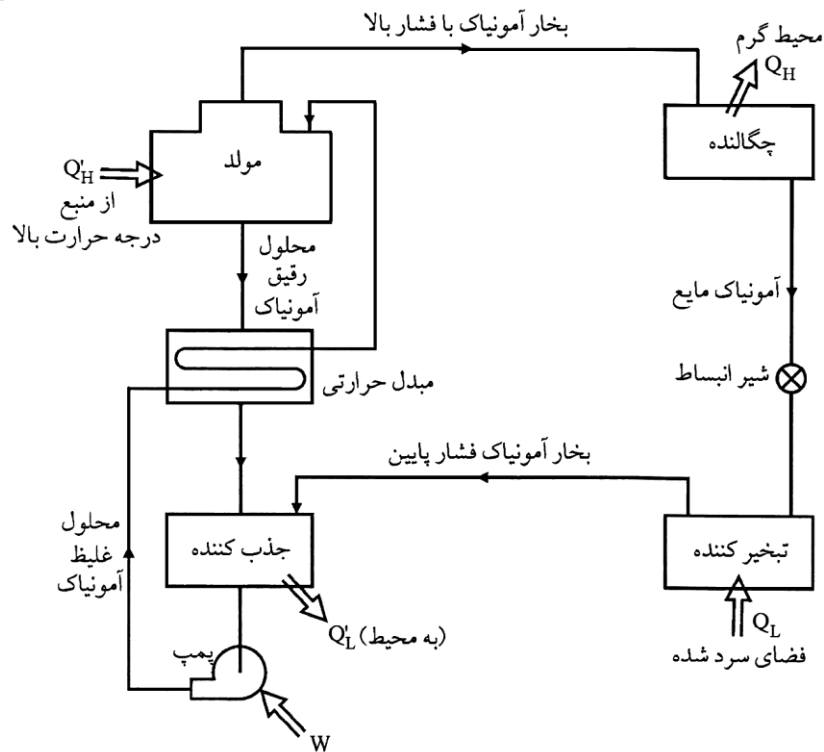 بخار آمونیاک با فشار بالا
محیط گرم
Q_H
چگالنده
مولد
Q'_H
از منبع
درجه حرارت بالا
محلول
رقیق
آمونیاک
آمونیاک مایع
مبدل حرارتی
شیر انبساط
بخار آمونیاک فشار پایین
محلول
غلیظ
آمونیاک
جذب کننده
تبخیر کننده
Q'_L (به محیط)
Q_L
پمپ
فضای سرد شده
W